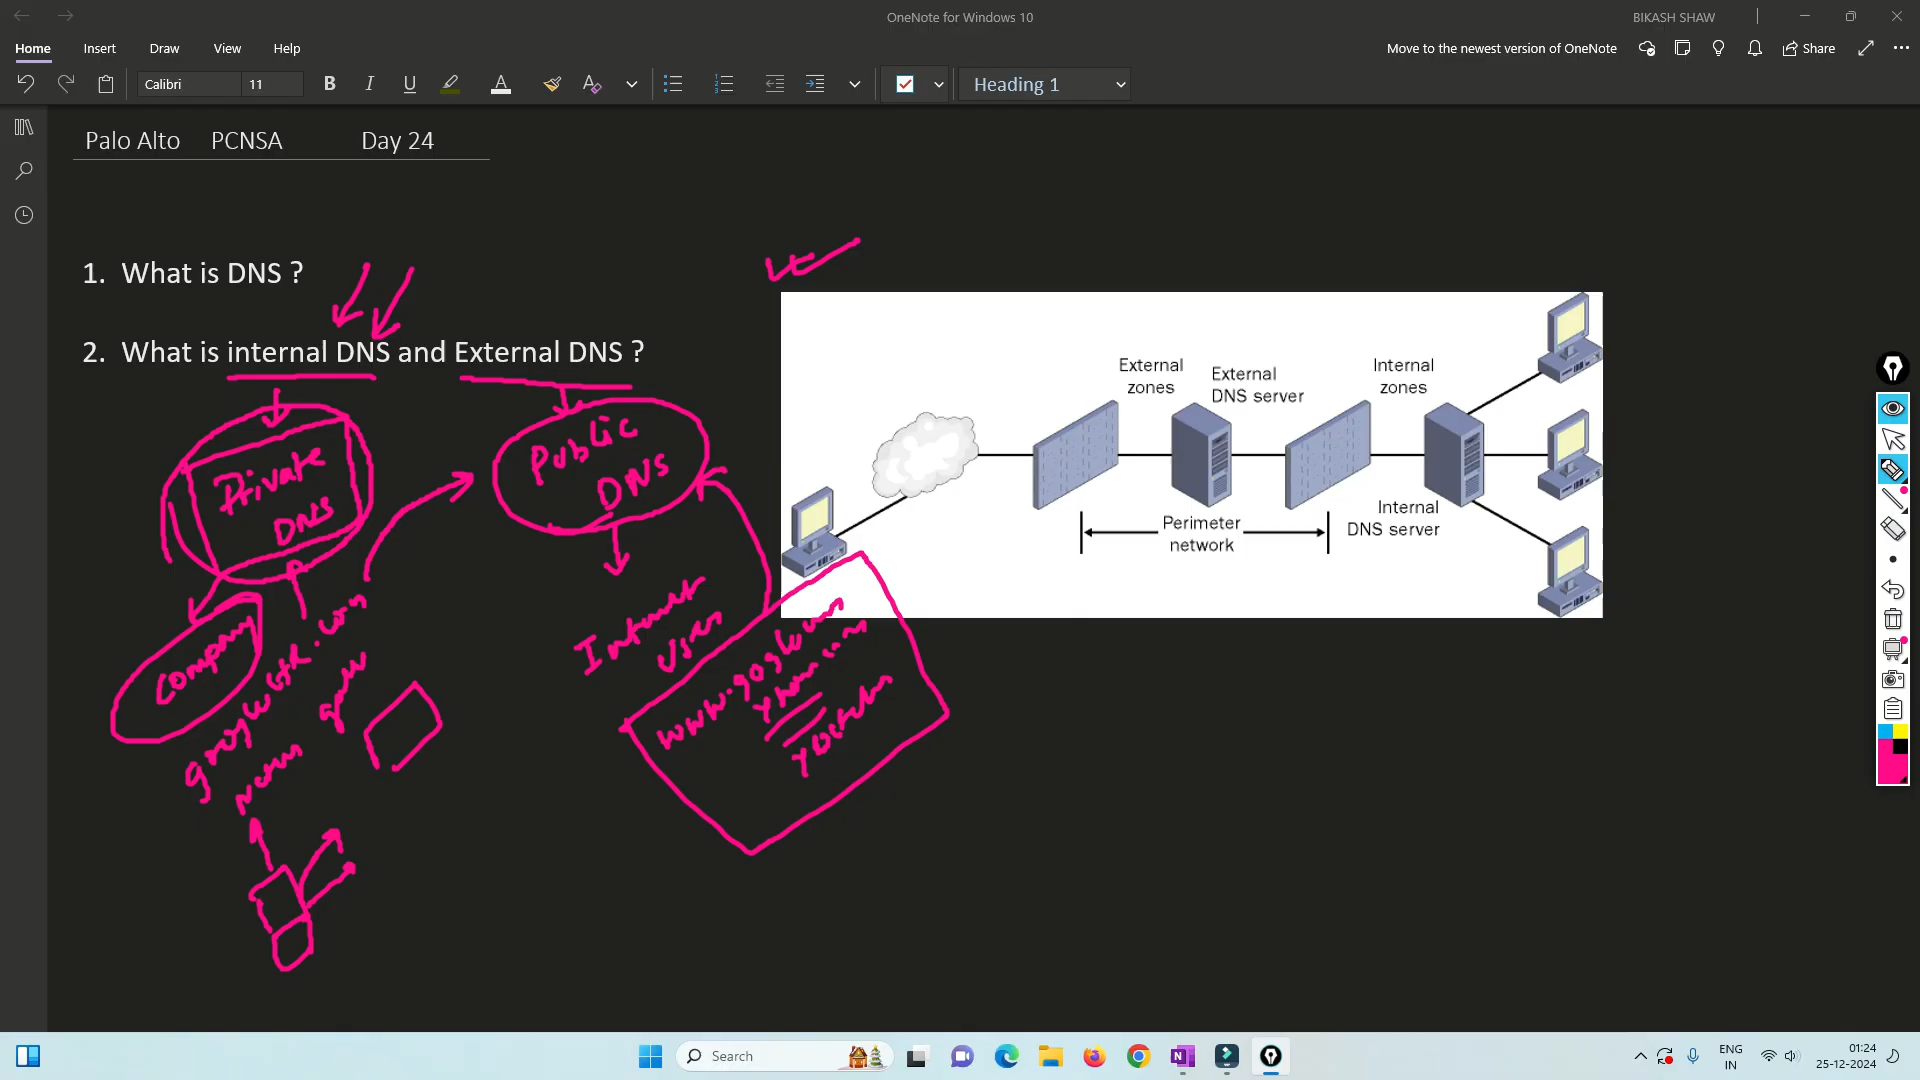 OneNote for Windows 10
BIKASH SHAW
Home Insert Draw View Help
Move to the newest version of OneNote
Share
Calibri 11
B I U A A
Heading 1
Palo Alto PCNSA Day 24
1. What is DNS ?
2. What is internal DNS and External DNS ?
Private
DNS
Public
DNS
Company
Internet
www.google.com
External
zones
External
DNS server
Internal
zones
Perimeter
network
Internal
DNS server
Search
ENG
IN
01:24
25-12-2024